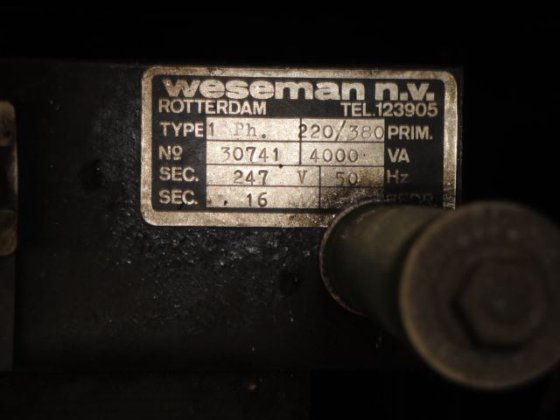 weseman n.v.
ROTTERDAM TEL.123905
TYPE 1 Ph. 220/380 PRIM.
Nº 30741 4000 VA
SEC. 247 V 50 Hz
SEC. 16